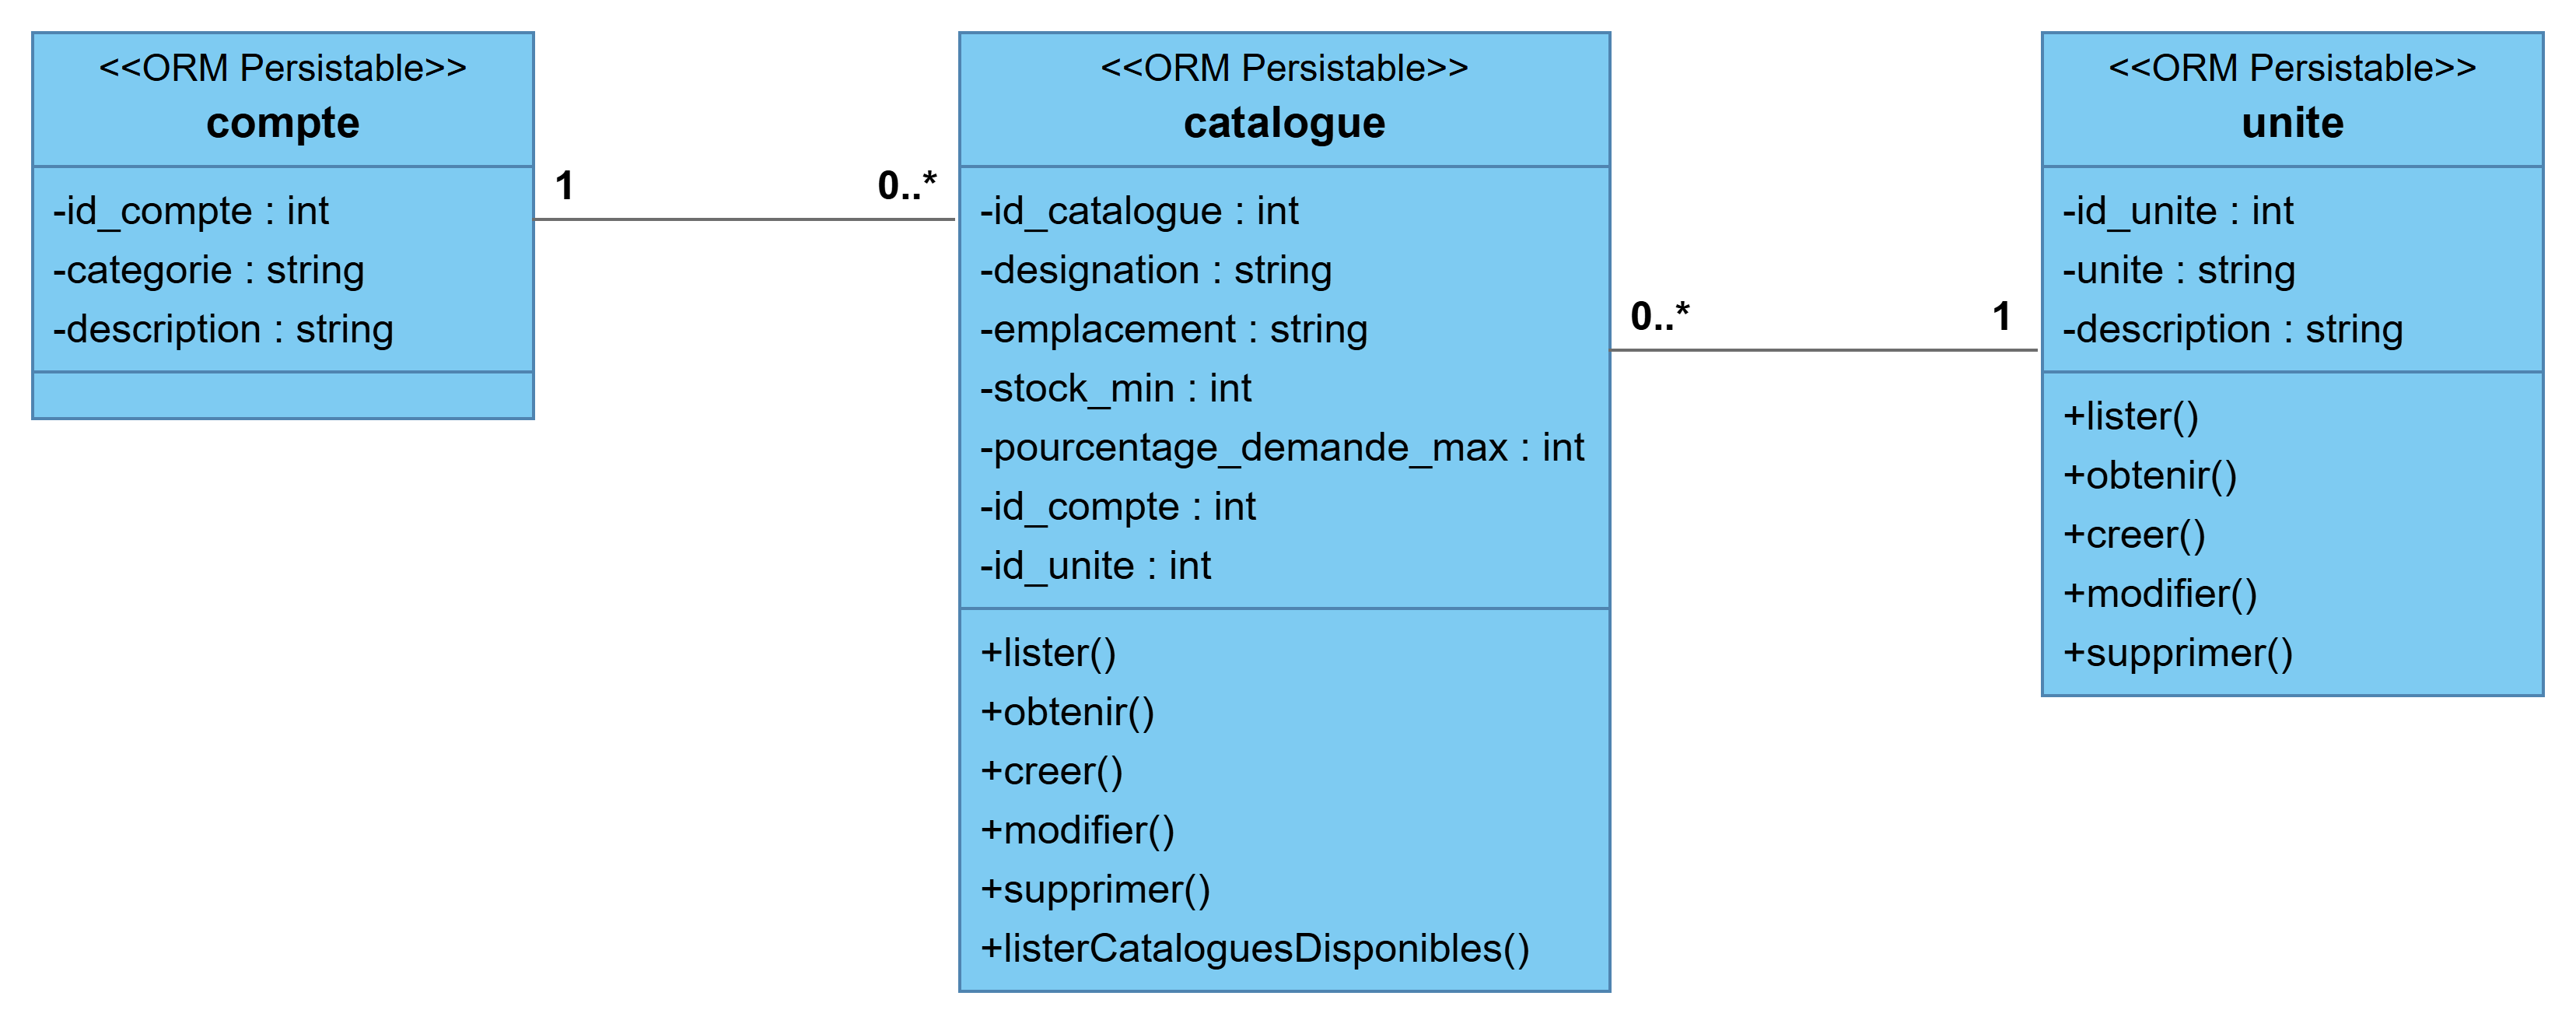 <<ORM Persistable>>
compte
-id_compte : int
-categorie : string
-description : string
1
0..*
<<ORM Persistable>>
catalogue
-id_catalogue : int
-designation : string
-emplacement : string
-stock_min : int
-pourcentage_demande_max : int
-id_compte : int
-id_unite : int
+lister()
+obtenir()
+creer()
+modifier()
+supprimer()
+listerCataloguesDisponibles()
0..*
1
<<ORM Persistable>>
unite
-id_unite : int
-unite : string
-description : string
+lister()
+obtenir()
+creer()
+modifier()
+supprimer()